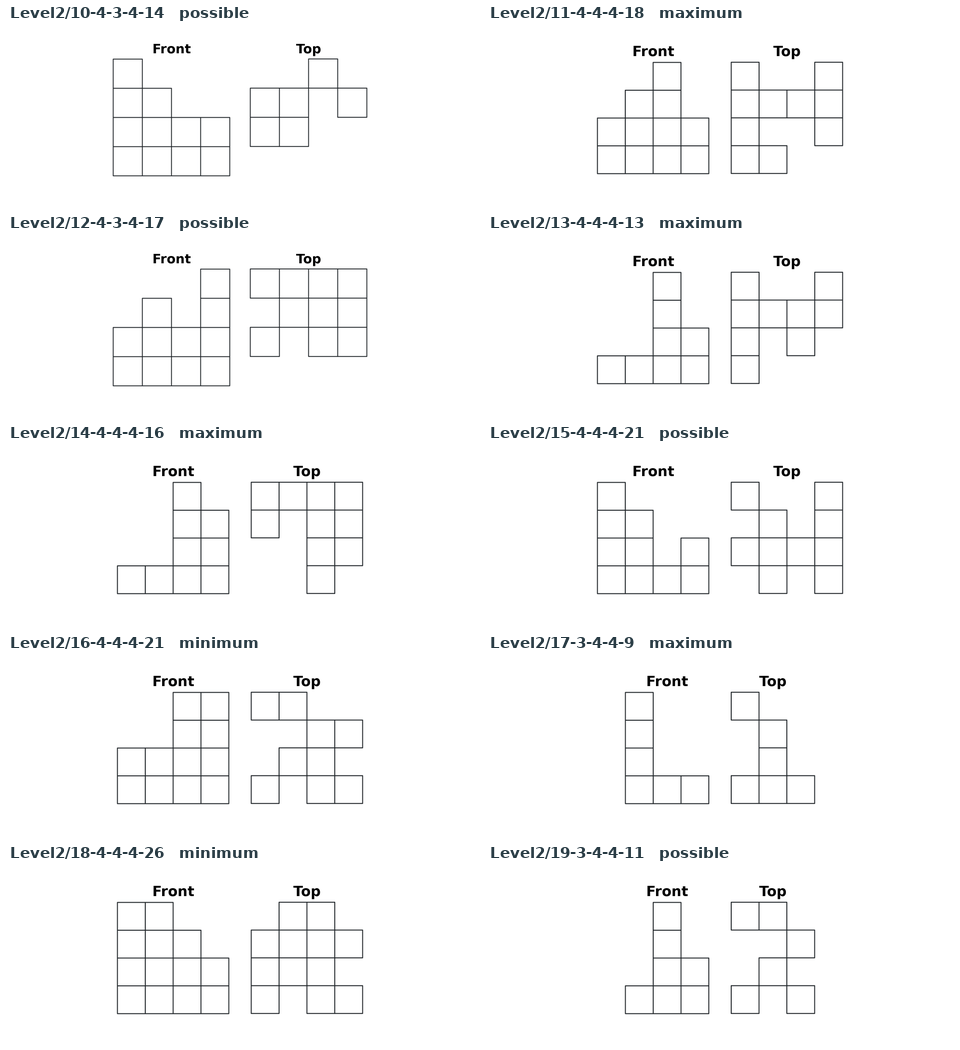 Level2/10-4-3-4-14 possible
Front Top
Level2/11-4-4-4-18 maximum
Front Top
Level2/12-4-3-4-17 possible
Front Top
Level2/13-4-4-4-13 maximum
Front Top
Level2/14-4-4-4-16 maximum
Front Top
Level2/15-4-4-4-21 possible
Front Top
Level2/16-4-4-4-21 minimum
Front Top
Level2/17-3-4-4-9 maximum
Front Top
Level2/18-4-4-4-26 minimum
Front Top
Level2/19-3-4-4-11 possible
Front Top